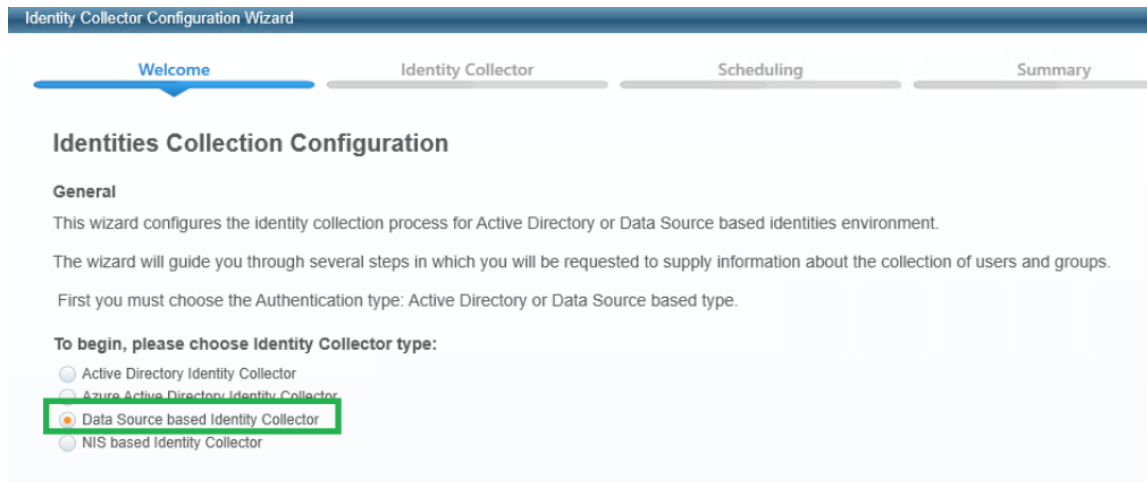 Identity Collector Configuration Wizard
Welcome Identity Collector Scheduling Summary
Identities Collection Configuration
General
This wizard configures the identity collection process for Active Directory or Data Source based identities environment.
The wizard will guide you through several steps in which you will be requested to supply information about the collection of users and groups.
First you must choose the Authentication type: Active Directory or Data Source based type.
To begin, please choose Identity Collector type:
Active Directory Identity Collector
Azure Active Directory Identity Collector
Data Source based Identity Collector
NIS based Identity Collector